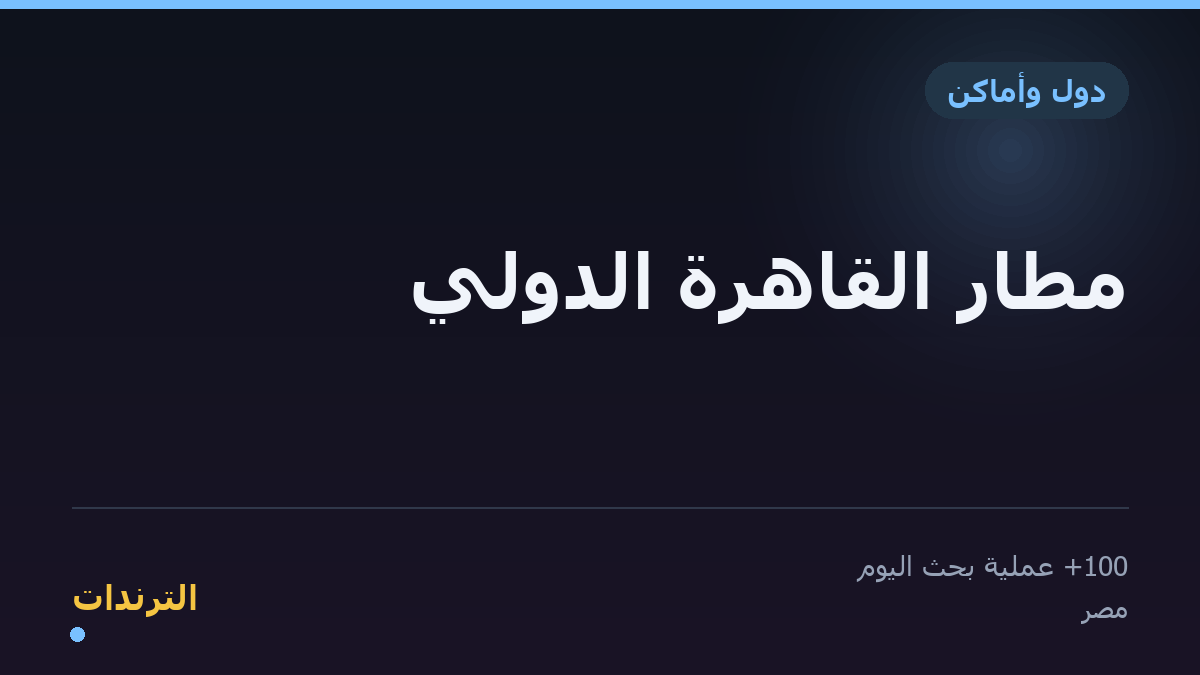 دول وأماكن
مطار القاهرة الدولي
100+ عملية بحث اليوم
مصر
الترندات